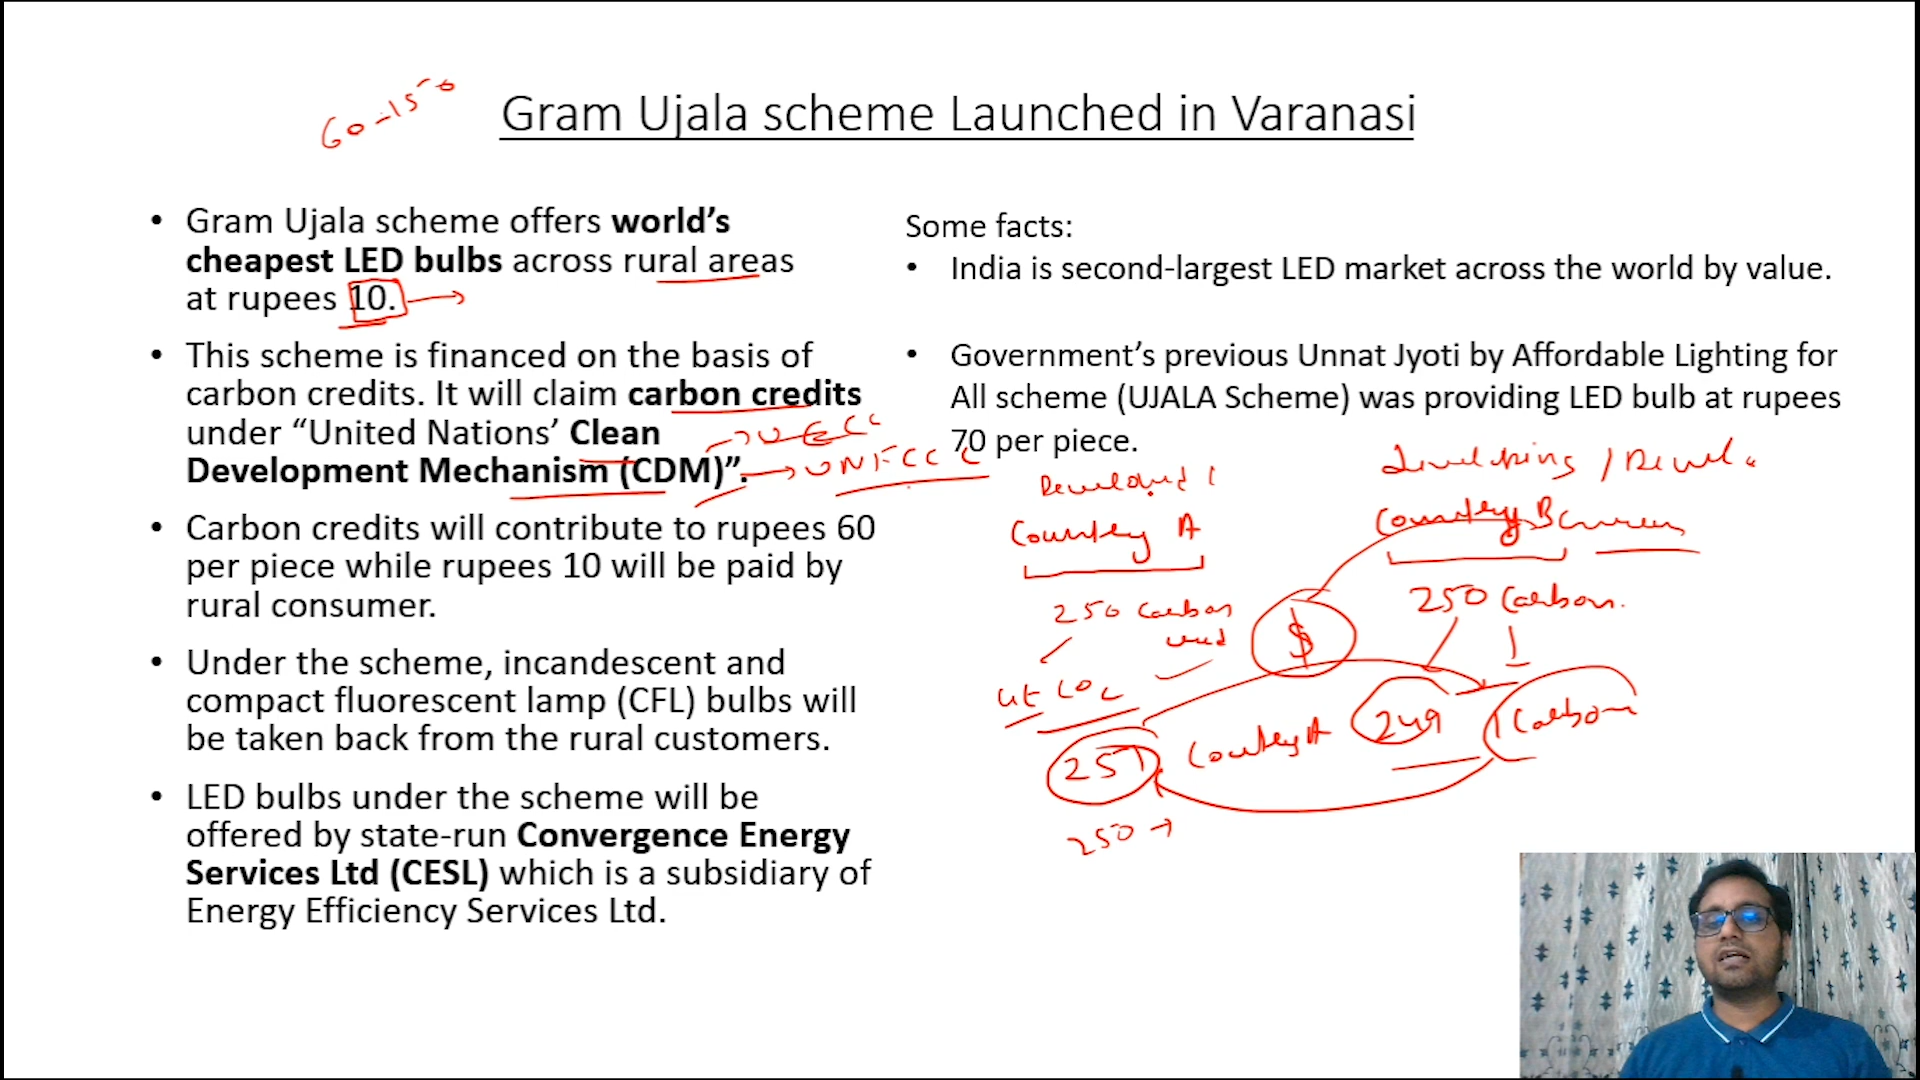 60-150
Gram Ujala scheme Launched in Varanasi
• Gram Ujala scheme offers world's
cheapest LED bulbs across rural areas
at rupees 10.
• This scheme is financed on the basis of
carbon credits. It will claim carbon credits
under “United Nations’ Clean
Development Mechanism (CDM)”.
UNFCCC
• Carbon credits will contribute to rupees 60
per piece while rupees 10 will be paid by
rural consumer.
• Under the scheme, incandescent and
compact fluorescent lamp (CFL) bulbs will
be taken back from the rural customers.
• LED bulbs under the scheme will be
offered by state-run Convergence Energy
Services Ltd (CESL) which is a subsidiary of
Energy Efficiency Services Ltd.
Some facts:
• India is second-largest LED market across the world by value.
• Government’s previous Unnat Jyoti by Affordable Lighting for
All scheme (UJALA Scheme) was providing LED bulb at rupees
70 per piece.
Developed
Country A
250 Carbon
251
250 →
Country A
$
Developing /
Country B
250 Carbon.
249
1 Carbon